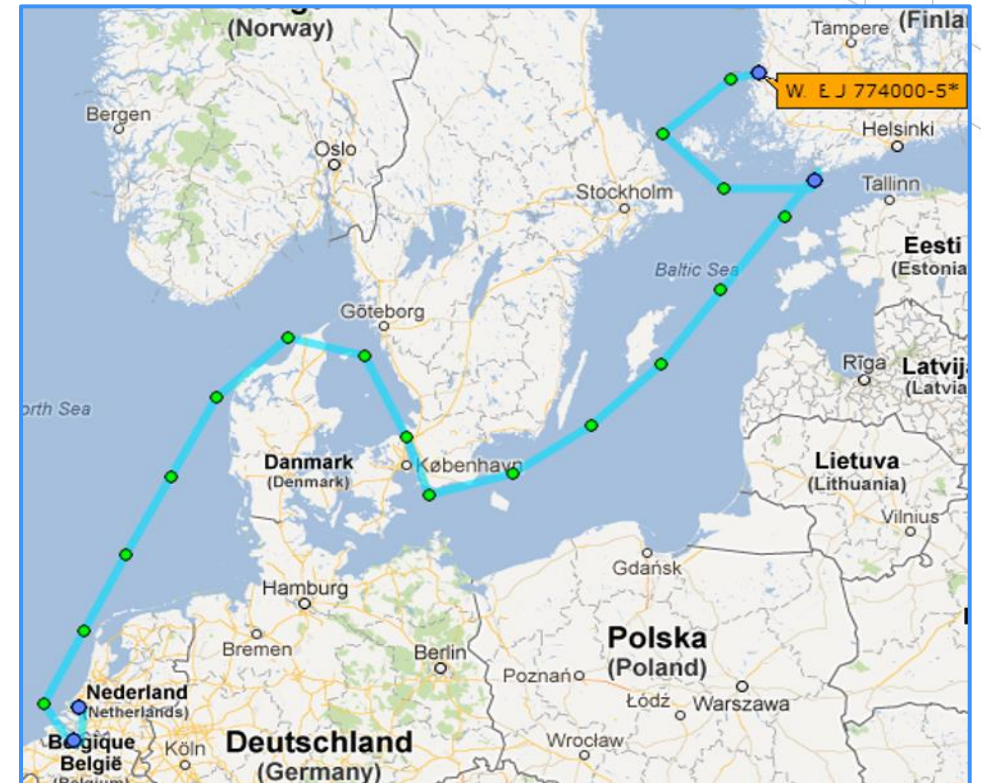 (Norway)
Tampere
(Finla
W. E J 774000-5*
Bergen
Oslo
Helsinki
Stockholm
Tallinn
Eesti
(Estonia
Baltic Sea
Göteborg
Rīga
Latvija
(Latvia
orth Sea
Danmark
(Denmark)
København
Lietuva
(Lithuania)
Vilnius
Gdańsk
Hamburg
Bremen
Berlin
Polska
(Poland)
Poznań
Łódź
Warszawa
Nederland
(Netherlands)
Köln
Deutschland
(Germany)
Wrocław
België
(Belgium)